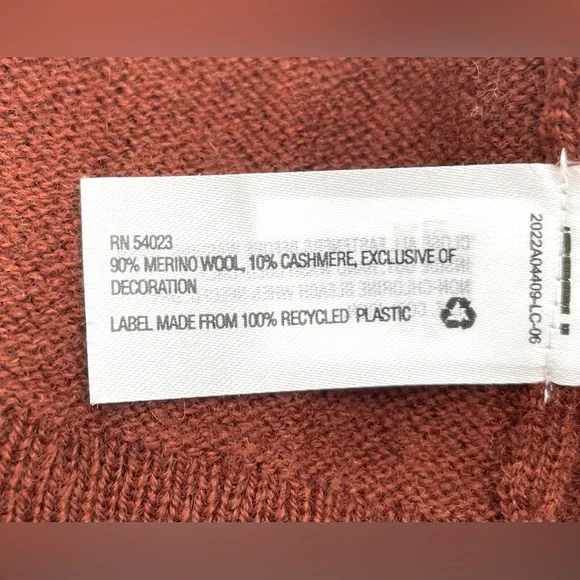 RN 54023
90% MERINO WOOL, 10% CASHMERE, EXCLUSIVE OF
DECORATION
LABEL MADE FROM 100% RECYCLED PLASTIC
2022A04409-LC-06